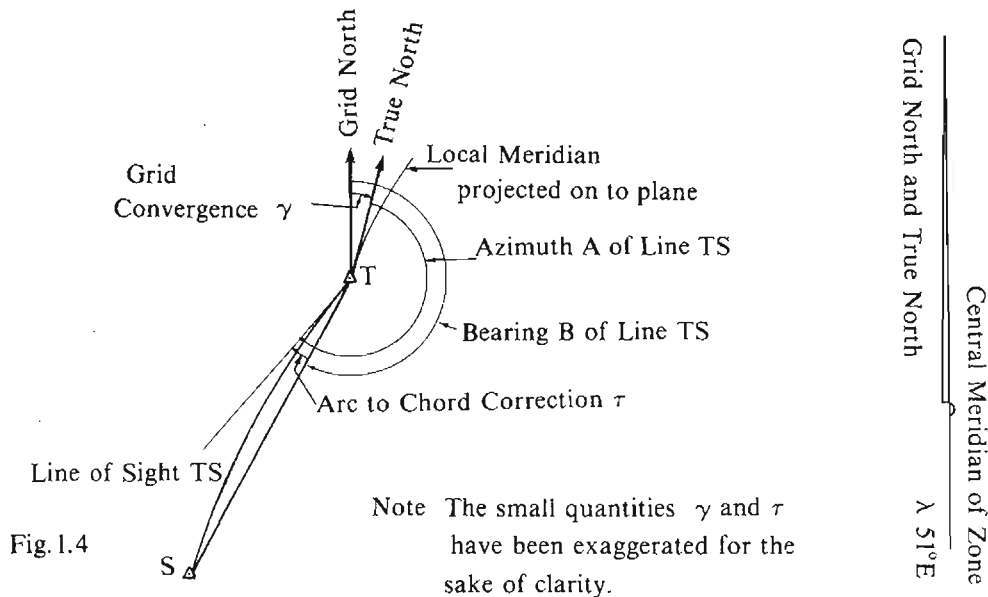 Grid North
True North
Local Meridian
projected on to plane
Grid
Convergence γ
Azimuth A of Line TS
T
Bearing B of Line TS
Arc to Chord Correction τ
Line of Sight TS
Note The small quantities γ and τ
have been exaggerated for the
sake of clarity.
Fig.1.4
S
Grid North and True North
Central Meridian of Zone
λ 51°E